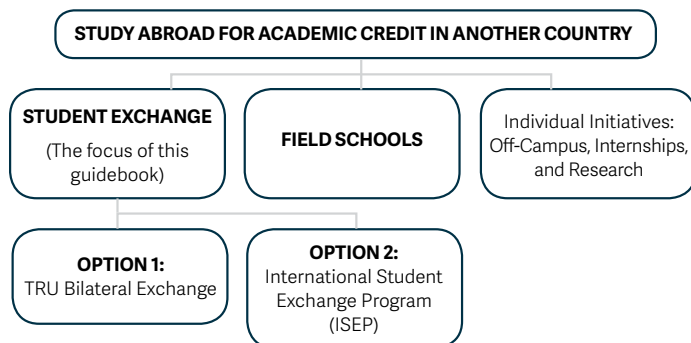 STUDY ABROAD FOR ACADEMIC CREDIT IN ANOTHER COUNTRY
STUDENT EXCHANGE
(The focus of this
guidebook)
FIELD SCHOOLS
Individual Initiatives:
Off-Campus, Internships,
and Research
OPTION 1:
TRU Bilateral Exchange
OPTION 2:
International Student
Exchange Program
(ISEP)